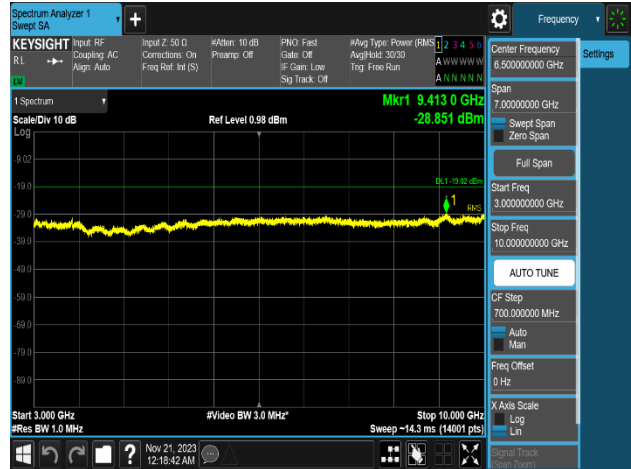 Spectrum Analyzer 1
Swept SA
Frequency
KEYSIGHT
Input: RF
Input Z: 50 Ω
#Atten: 10 dB
PNO: Fast
#Avg Type: Power (RMS
1 2 3 4 5 6
R L
Coupling: AC
Corrections: On
Preamp: Off
Gate: Off
Avg|Hold: 30/30
A W W W W W
Align: Auto
Freq Ref: Int (S)
IF Gain: Low
Trig: Free Run
Sig Track: Off
A N N N N N
Center Frequency
6.500000000 GHz
Settings
Span
7.00000000 GHz
Swept Span
Zero Span
Full Span
Start Freq
3.000000000 GHz
Stop Freq
10.000000000 GHz
AUTO TUNE
CF Step
700.000000 MHz
Auto
Man
Freq Offset
0 Hz
X Axis Scale
Log
Lin
Signal Track
(Span Zoom)
1 Spectrum
Mkr1 9.413 0 GHz
Scale/Div 10 dB
Ref Level 0.98 dBm
-28.851 dBm
Log
-9.02
DL1 -19.02 dBm
-19.0
1
RMS
-29.0
-39.0
-49.0
-59.0
-69.0
-79.0
-89.0
Start 3.000 GHz
#Video BW 3.0 MHz*
Stop 10.000 GHz
#Res BW 1.0 MHz
Sweep ~14.3 ms (14001 pts)
Nov 21, 2023
12:18:42 AM